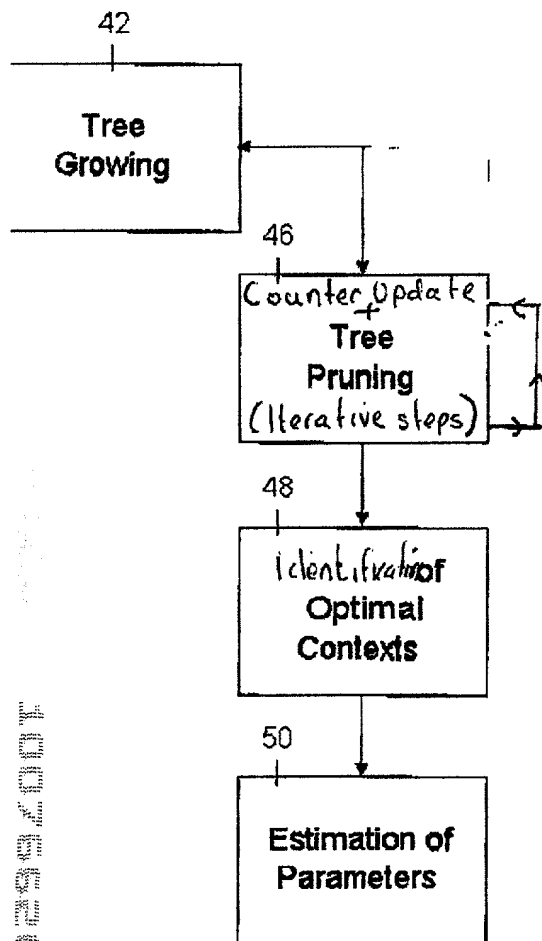 42
Tree
Growing
46
Counter Update
+
Tree
Pruning
(Iterative steps)
48
Identification of
Optimal
Contexts
50
Estimation of
Parameters